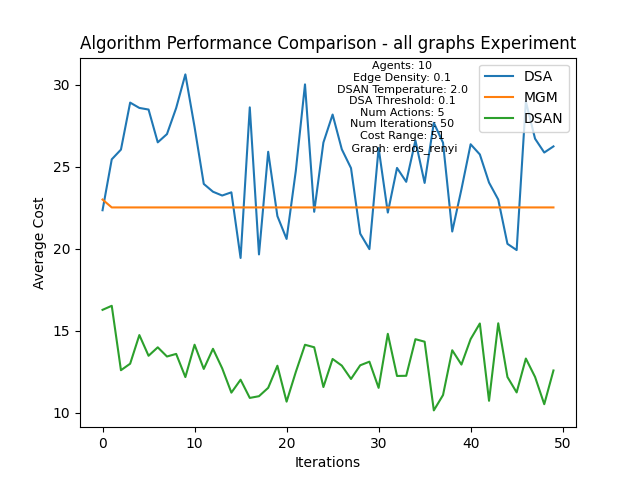 Algorithm Performance Comparison - all graphs Experiment
Agents: 10
Edge Density: 0.1
DSAN Temperature: 2.0
DSA Threshold: 0.1
Num Actions: 5
Num Iterations: 50
Cost Range: 51
Graph: erdos_renyi
DSA
MGM
DSAN
Average Cost
30
25
20
15
10
0 10 20 30 40 50
Iterations